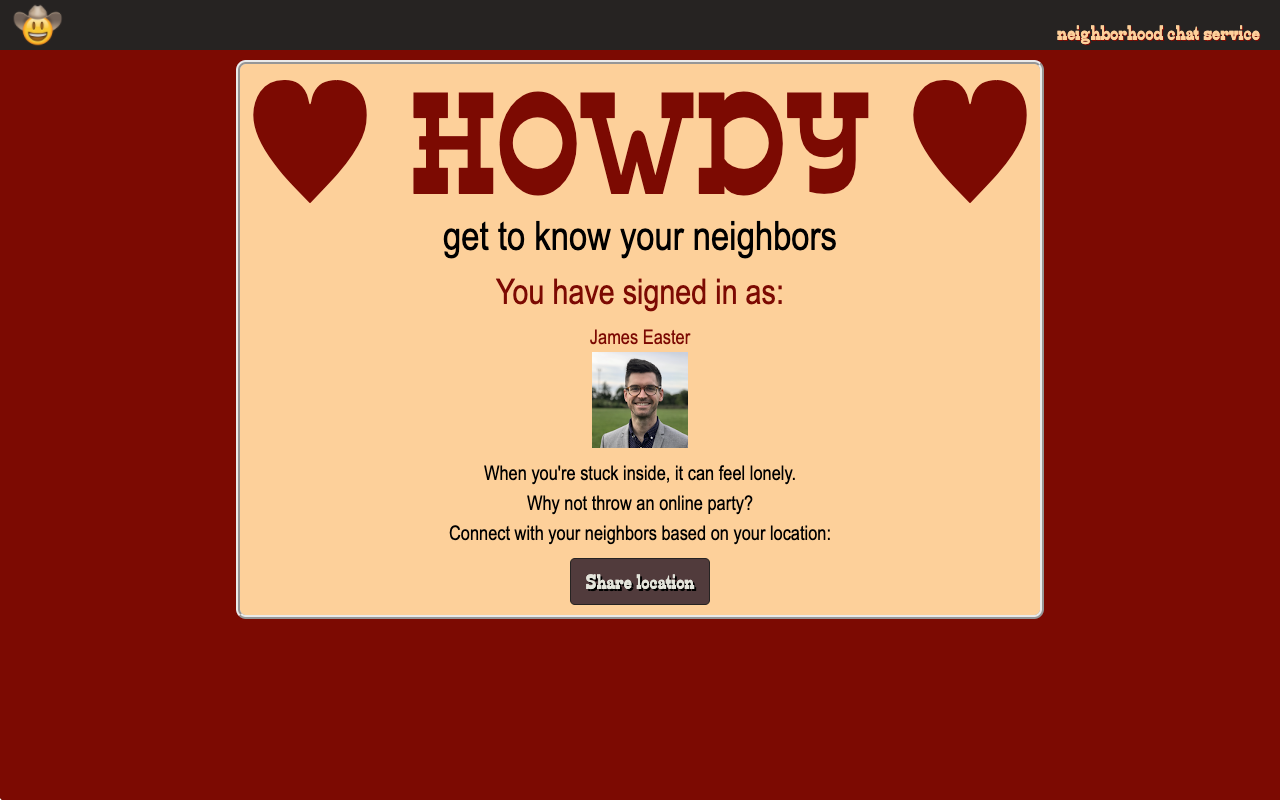 neighborhood chat service
HOWDY
get to know your neighbors
You have signed in as:
James Easter
When you're stuck inside, it can feel lonely.
Why not throw an online party?
Connect with your neighbors based on your location:
Share location